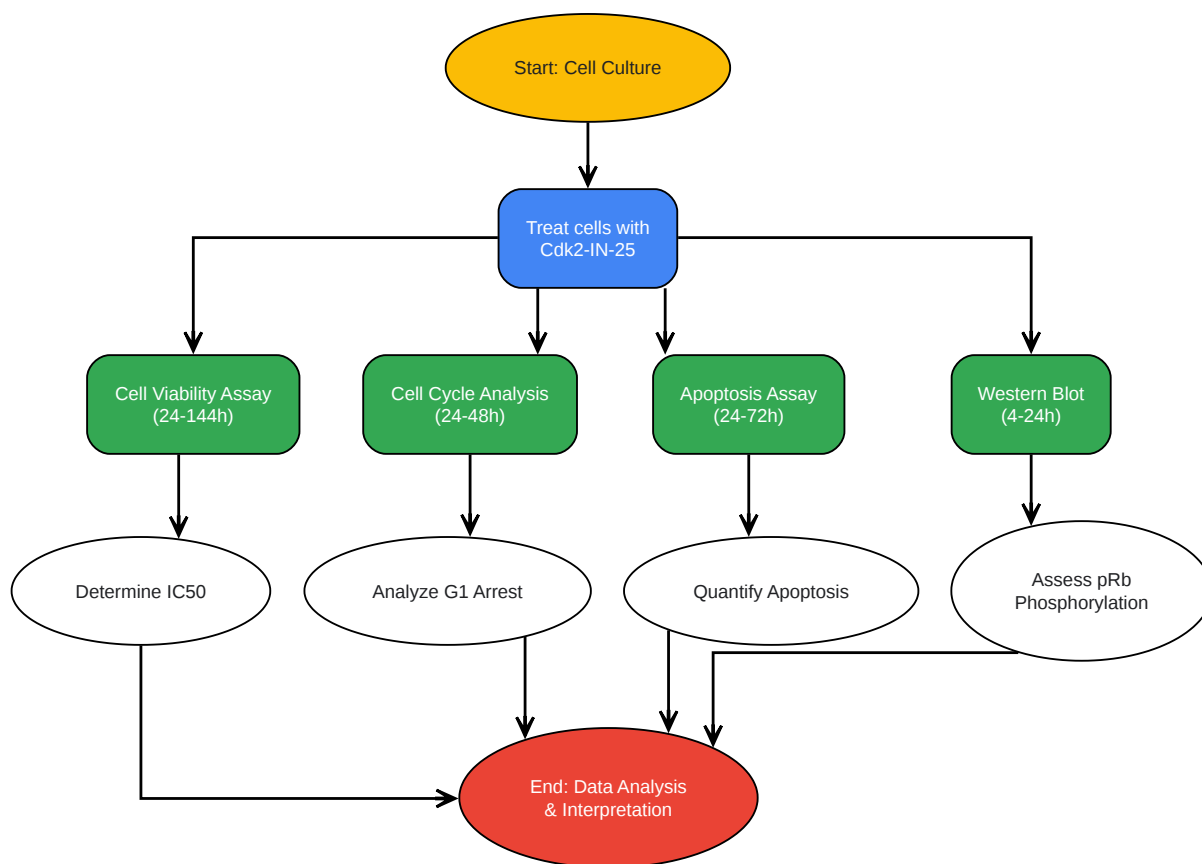 Start: Cell Culture
Treat cells with
Cdk2-IN-25
Cell Viability Assay
(24-144h)
Cell Cycle Analysis
(24-48h)
Apoptosis Assay
(24-72h)
Western Blot
(4-24h)
Determine IC50
Analyze G1 Arrest
Quantify Apoptosis
Assess pRb
Phosphorylation
End: Data Analysis
& Interpretation